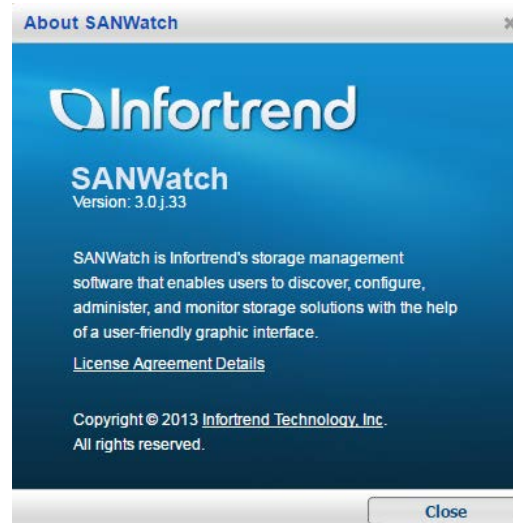 About SANWatch
Infortrend
SANWatch
Version: 3.0.j.33
SANWatch is Infortrend's storage management
software that enables users to discover, configure,
administer, and monitor storage solutions with the help
of a user-friendly graphic interface.
License Agreement Details
Copyright © 2013 Infortrend Technology, Inc.
All rights reserved.
Close